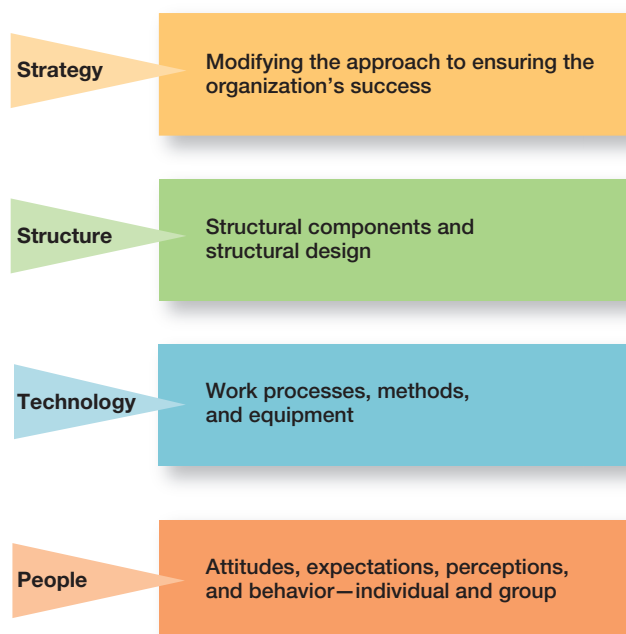 Strategy
Modifying the approach to ensuring the
organization’s success
Structure
Structural components and
structural design
Technology
Work processes, methods,
and equipment
People
Attitudes, expectations, perceptions,
and behavior—individual and group